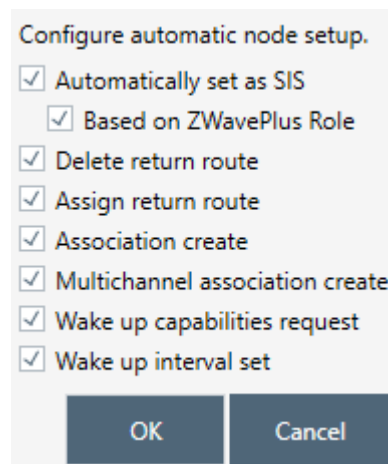 Configure automatic node setup.
Automatically set as SIS
Based on ZWavePlus Role
Delete return route
Assign return route
Association create
Multichannel association create
Wake up capabilities request
Wake up interval set
OK Cancel